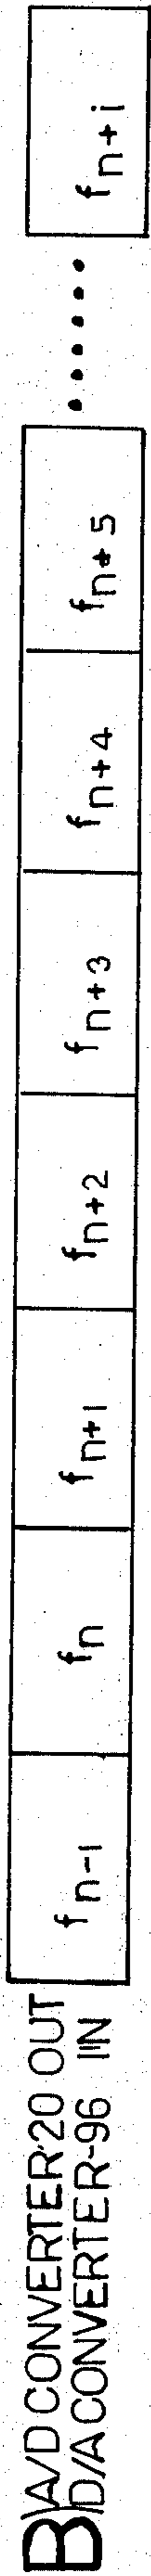 B A/D CONVERTER 20 OUT
D/A CONVERTER-96 IN
f n-1
f n
f n+1
f n+2
f n+3
f n+4
f n+5
......
f n+i